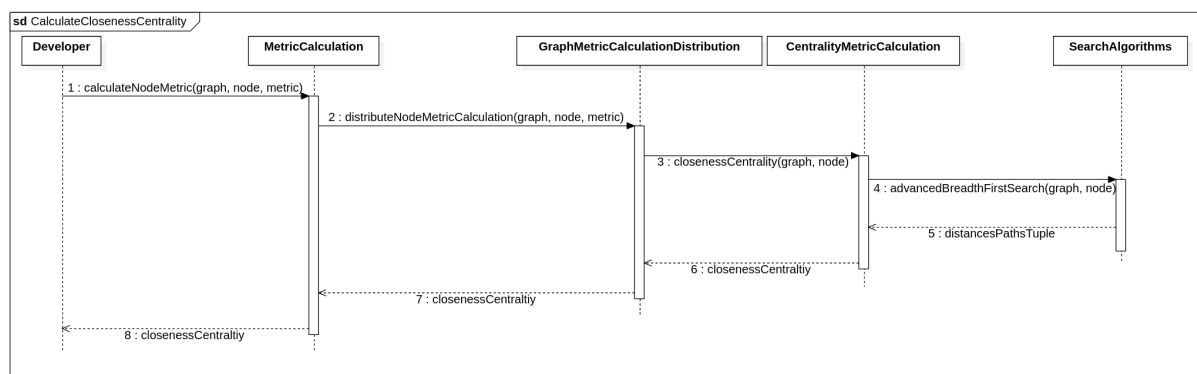 sd CalculateClosenessCentrality
Developer
MetricCalculation
GraphMetricCalculationDistribution
CentralityMetricCalculation
SearchAlgorithms
1 : calculateNodeMetric(graph, node, metric)
2 : distributeNodeMetricCalculation(graph, node, metric)
3 : closenessCentrality(graph, node)
4 : advancedBreadthFirstSearch(graph, node)
5 : distancesPathsTuple
6 : closenessCentraltiy
7 : closenessCentraltiy
8 : closenessCentraltiy